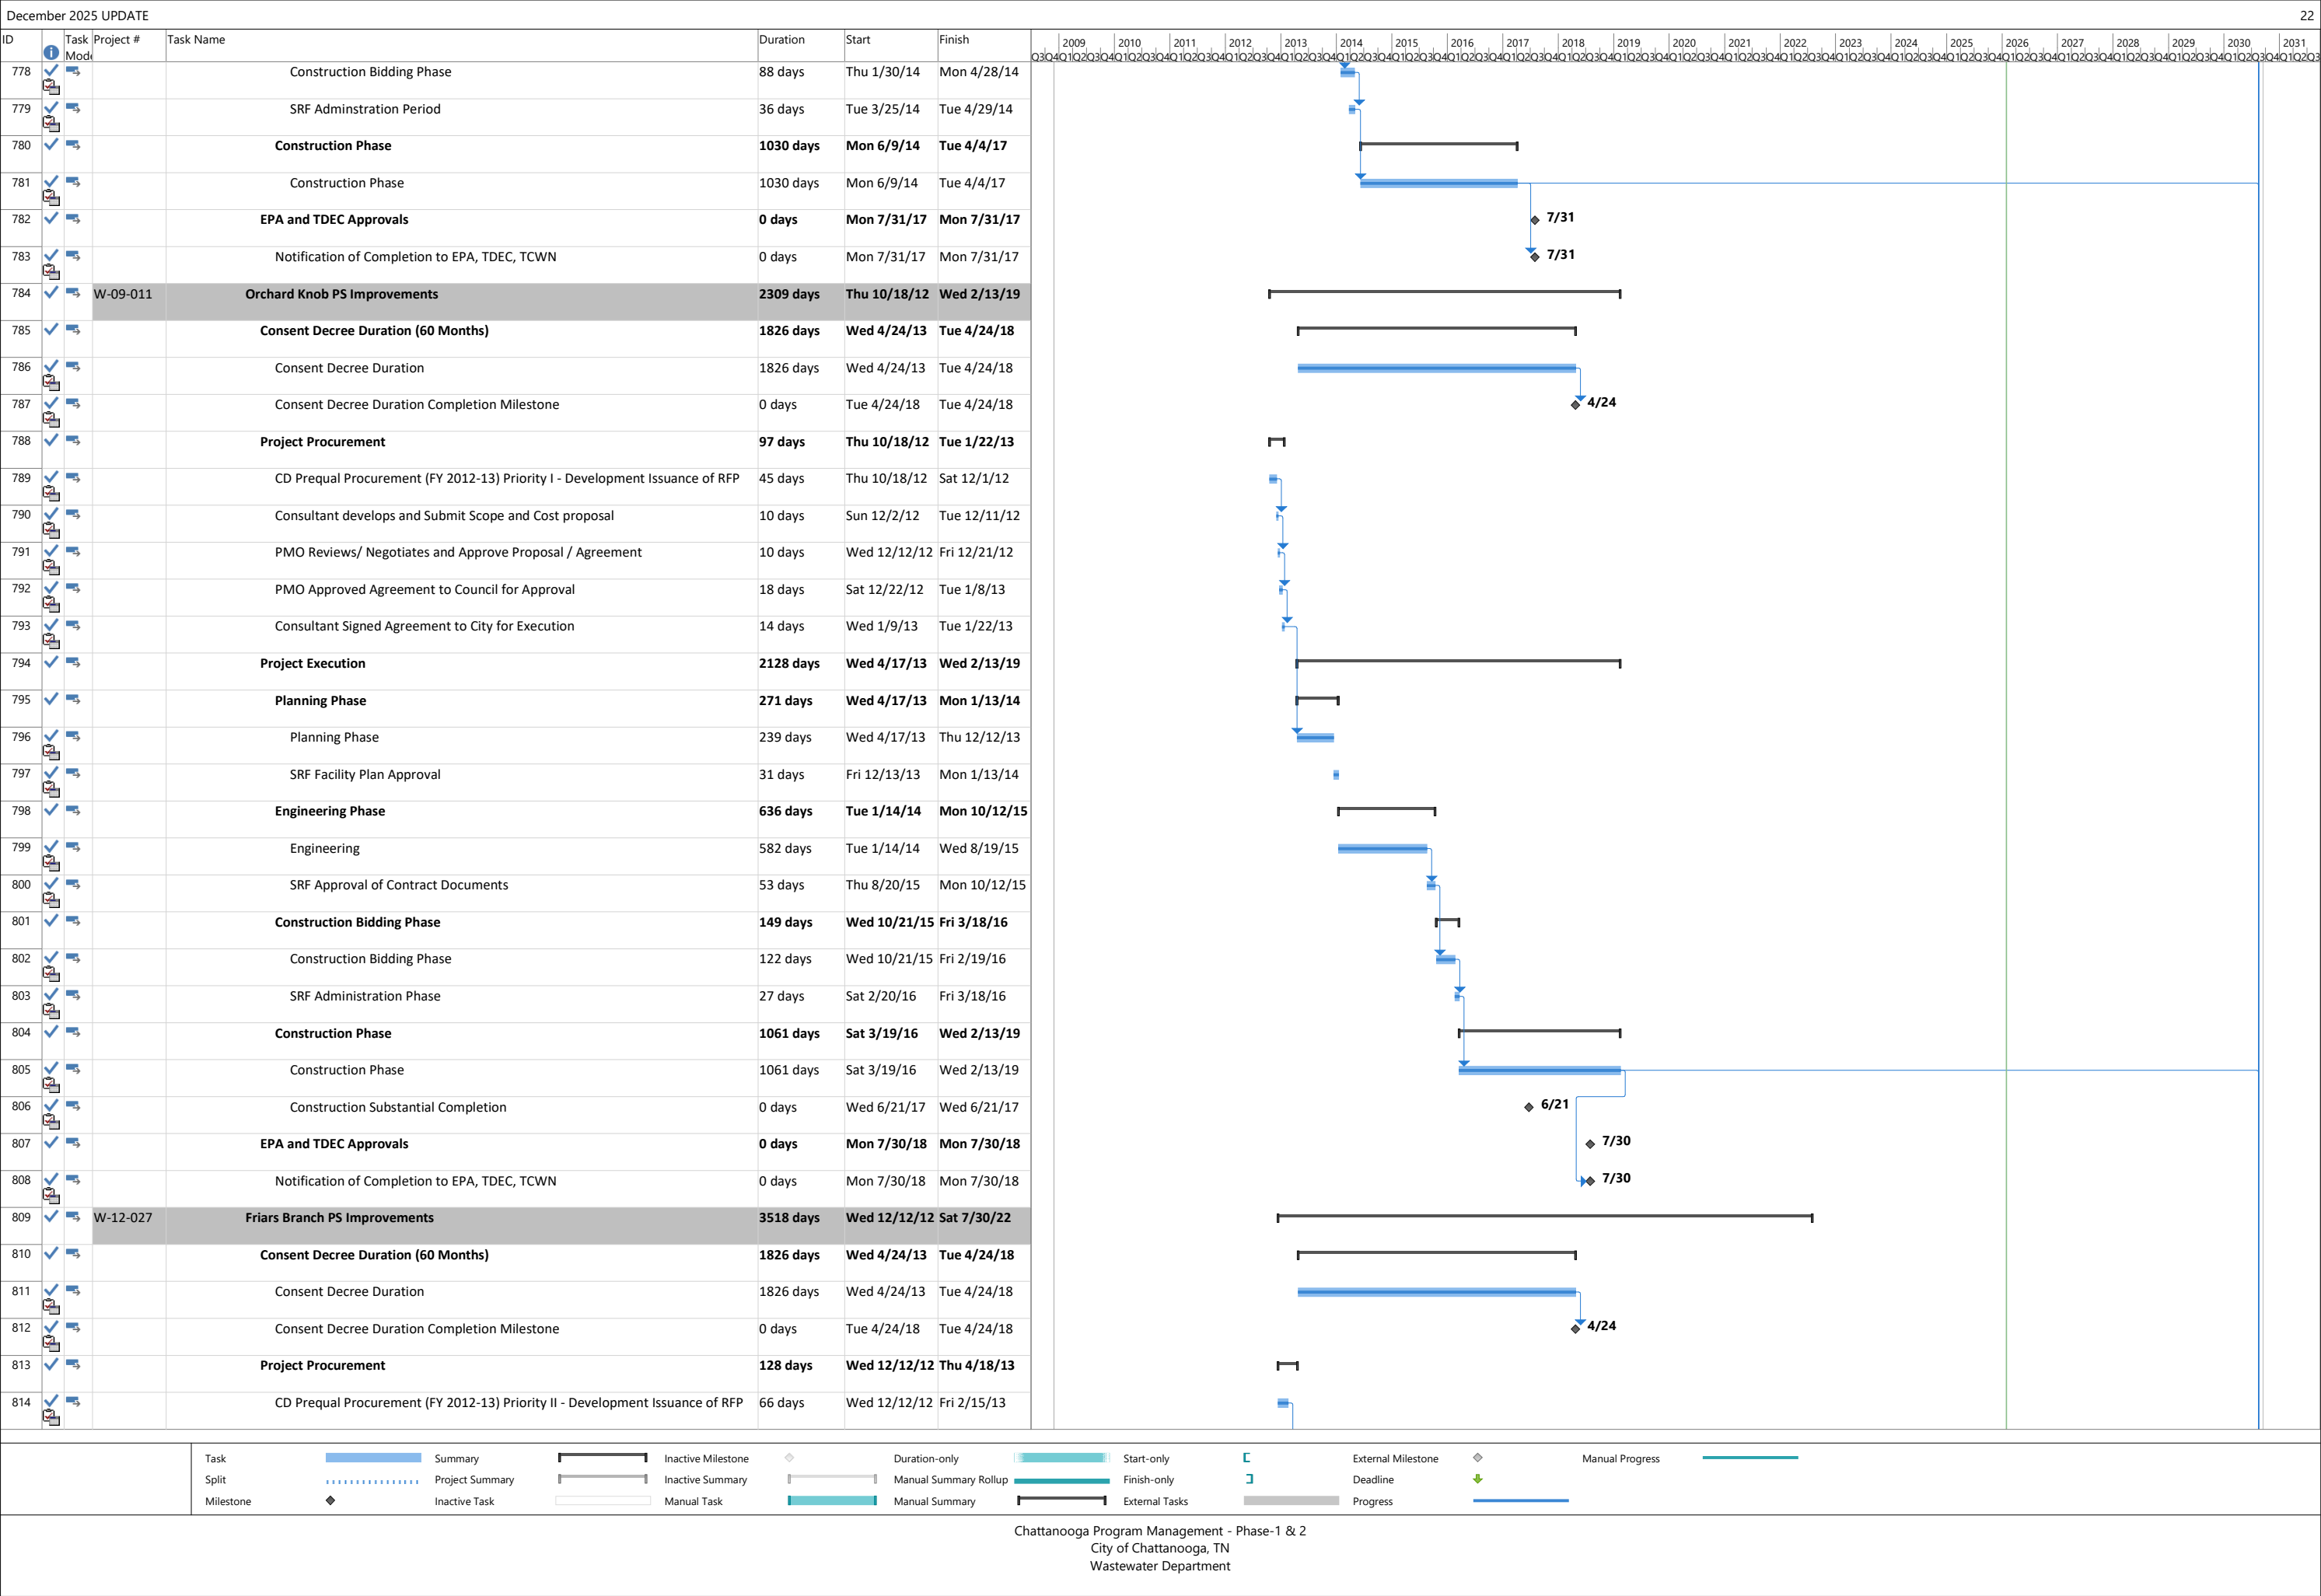 December 2025 UPDATE 22
ID Task Mode Project # Task Name Duration Start Finish
2009 2010 2011 2012 2013 2014 2015 2016 2017 2018 2019 2020 2021 2022 2023 2024 2025 2026 2027 2028 2029 2030 2031
778 Construction Bidding Phase 88 days Thu 1/30/14 Mon 4/28/14
779 SRF Adminstration Period 36 days Tue 3/25/14 Tue 4/29/14
780 Construction Phase 1030 days Mon 6/9/14 Tue 4/4/17
781 Construction Phase 1030 days Mon 6/9/14 Tue 4/4/17
782 EPA and TDEC Approvals 0 days Mon 7/31/17 Mon 7/31/17 7/31
783 Notification of Completion to EPA, TDEC, TCWN 0 days Mon 7/31/17 Mon 7/31/17 7/31
784 W-09-011 Orchard Knob PS Improvements 2309 days Thu 10/18/12 Wed 2/13/19
785 Consent Decree Duration (60 Months) 1826 days Wed 4/24/13 Tue 4/24/18
786 Consent Decree Duration 1826 days Wed 4/24/13 Tue 4/24/18
787 Consent Decree Duration Completion Milestone 0 days Tue 4/24/18 Tue 4/24/18 4/24
788 Project Procurement 97 days Thu 10/18/12 Tue 1/22/13
789 CD Prequal Procurement (FY 2012-13) Priority I - Development Issuance of RFP 45 days Thu 10/18/12 Sat 12/1/12
790 Consultant develops and Submit Scope and Cost proposal 10 days Sun 12/2/12 Tue 12/11/12
791 PMO Reviews/ Negotiates and Approve Proposal / Agreement 10 days Wed 12/12/12 Fri 12/21/12
792 PMO Approved Agreement to Council for Approval 18 days Sat 12/22/12 Tue 1/8/13
793 Consultant Signed Agreement to City for Execution 14 days Wed 1/9/13 Tue 1/22/13
794 Project Execution 2128 days Wed 4/17/13 Wed 2/13/19
795 Planning Phase 271 days Wed 4/17/13 Mon 1/13/14
796 Planning Phase 239 days Wed 4/17/13 Thu 12/12/13
797 SRF Facility Plan Approval 31 days Fri 12/13/13 Mon 1/13/14
798 Engineering Phase 636 days Tue 1/14/14 Mon 10/12/15
799 Engineering 582 days Tue 1/14/14 Wed 8/19/15
800 SRF Approval of Contract Documents 53 days Thu 8/20/15 Mon 10/12/15
801 Construction Bidding Phase 149 days Wed 10/21/15 Fri 3/18/16
802 Construction Bidding Phase 122 days Wed 10/21/15 Fri 2/19/16
803 SRF Administration Phase 27 days Sat 2/20/16 Fri 3/18/16
804 Construction Phase 1061 days Sat 3/19/16 Wed 2/13/19
805 Construction Phase 1061 days Sat 3/19/16 Wed 2/13/19
806 Construction Substantial Completion 0 days Wed 6/21/17 Wed 6/21/17 6/21
807 EPA and TDEC Approvals 0 days Mon 7/30/18 Mon 7/30/18 7/30
808 Notification of Completion to EPA, TDEC, TCWN 0 days Mon 7/30/18 Mon 7/30/18 7/30
809 W-12-027 Friars Branch PS Improvements 3518 days Wed 12/12/12 Sat 7/30/22
810 Consent Decree Duration (60 Months) 1826 days Wed 4/24/13 Tue 4/24/18
811 Consent Decree Duration 1826 days Wed 4/24/13 Tue 4/24/18
812 Consent Decree Duration Completion Milestone 0 days Tue 4/24/18 Tue 4/24/18 4/24
813 Project Procurement 128 days Wed 12/12/12 Thu 4/18/13
814 CD Prequal Procurement (FY 2012-13) Priority II - Development Issuance of RFP 66 days Wed 12/12/12 Fri 2/15/13
Task Summary Inactive Milestone Duration-only Start-only External Milestone Manual Progress
Split Project Summary Inactive Summary Manual Summary Rollup Finish-only Deadline
Milestone Inactive Task Manual Task Manual Summary External Tasks Progress
Chattanooga Program Management - Phase-1 & 2
City of Chattanooga, TN
Wastewater Department